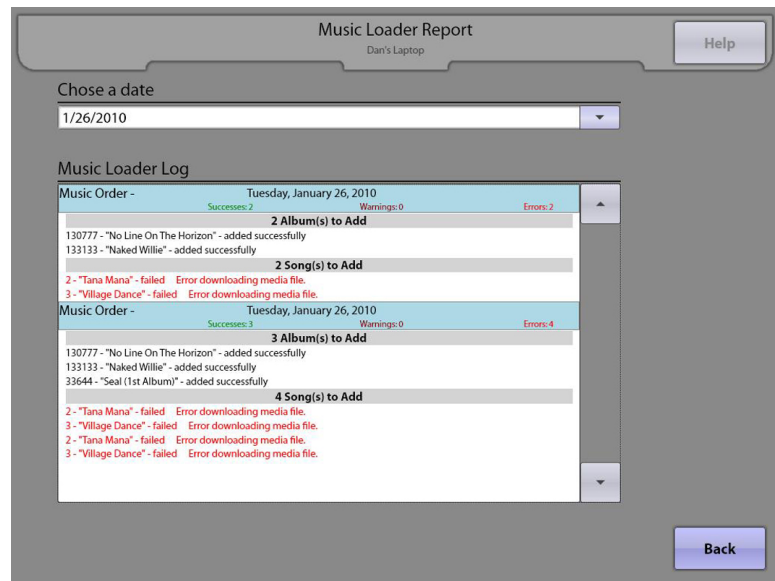 Music Loader Report
Dan's Laptop
Help
Chose a date
1/26/2010
Music Loader Log
Music Order - Tuesday, January 26, 2010
Successes: 2 Warnings: 0 Errors: 2
2 Album(s) to Add
130777 - "No Line On The Horizon" - added successfully
133133 - "Naked Willie" - added successfully
2 Song(s) to Add
2 - "Tana Mana" - failed Error downloading media file.
3 - "Village Dance" - failed Error downloading media file.
Music Order - Tuesday, January 26, 2010
Successes: 3 Warnings: 0 Errors: 4
3 Album(s) to Add
130777 - "No Line On The Horizon" - added successfully
133133 - "Naked Willie" - added successfully
33644 - "Seal (1st Album)" - added successfully
4 Song(s) to Add
2 - "Tana Mana" - failed Error downloading media file.
3 - "Village Dance" - failed Error downloading media file.
2 - "Tana Mana" - failed Error downloading media file.
3 - "Village Dance" - failed Error downloading media file.
Back